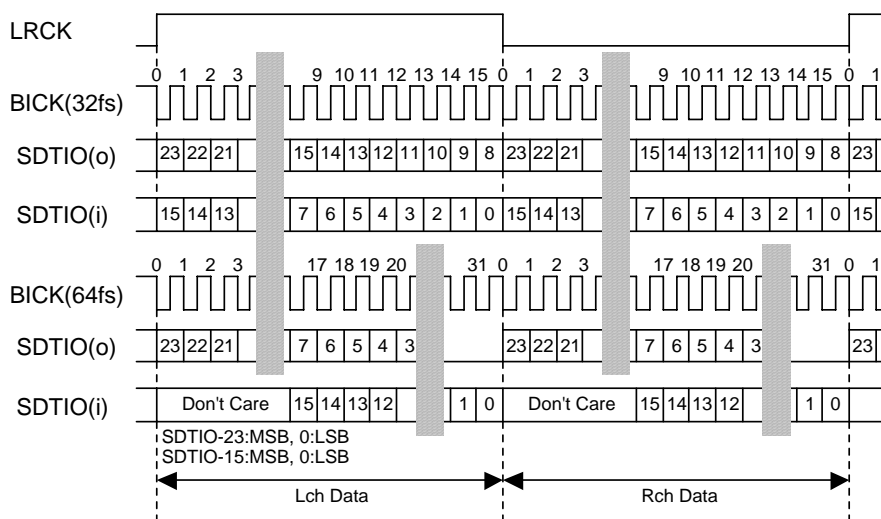 LRCK
0 1 2 3 9 10 11 12 13 14 15 0 1 2 3 9 10 11 12 13 14 15 0 1
BICK(32fs)
SDTIO(o) 23 22 21 15 14 13 12 11 10 9 8 23 22 21 15 14 13 12 11 10 9 8 23
SDTIO(i) 15 14 13 7 6 5 4 3 2 1 0 15 14 13 7 6 5 4 3 2 1 0 15
0 1 2 3 17 18 19 20 31 0 1 2 3 17 18 19 20 31 0 1
BICK(64fs)
SDTIO(o) 23 22 21 7 6 5 4 3 23 22 21 7 6 5 4 3 23
SDTIO(i) Don't Care 15 14 13 12 1 0 Don't Care 15 14 13 12 1 0
SDTIO-23:MSB, 0:LSB
SDTIO-15:MSB, 0:LSB
Lch Data Rch Data